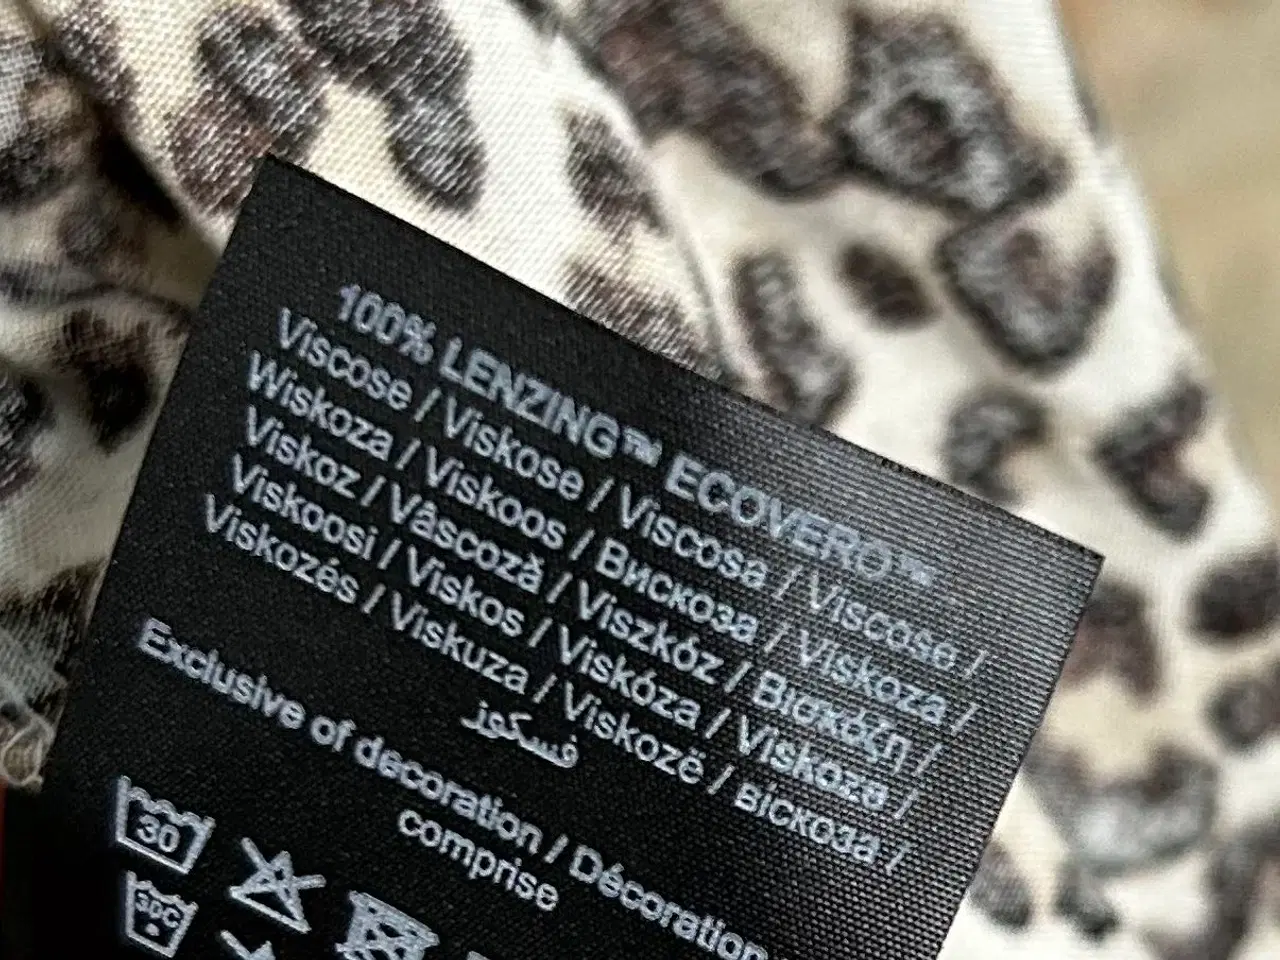 100% LENZING™ ECOVERO™
Viscose / Viskose / Viscosa / Viscose /
Wiskoza / Viskoos / Вискоза / Viskoza /
Viskoz / Vâscoză / Viszkóz / Βισκόζη /
Viskoosi / Viskos / Viskóza / Viskoza /
Viskozés / Viskuza / Viskozë / віскоза /
فسكوز
Exclusive of decoration / Décoration
comprise
30
30C